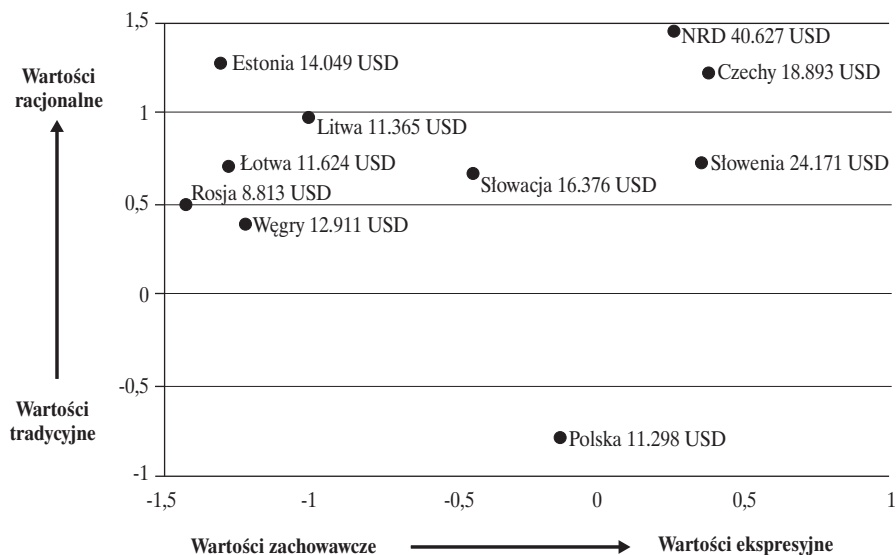 1,5
NRD 40.627 USD
Estonia 14.049 USD
Czechy 18.893 USD
Wartości
racjonalne
1
Litwa 11.365 USD
Łotwa 11.624 USD
Słowenia 24.171 USD
Słowacja 16.376 USD
Rosja 8.813 USD
0,5
Węgry 12.911 USD
0
-0,5
Wartości
tradycyjne
Polska 11.298 USD
-1
-1,5 -1 -0,5 0 0,5 1
Wartości zachowawcze Wartości ekspresyjne